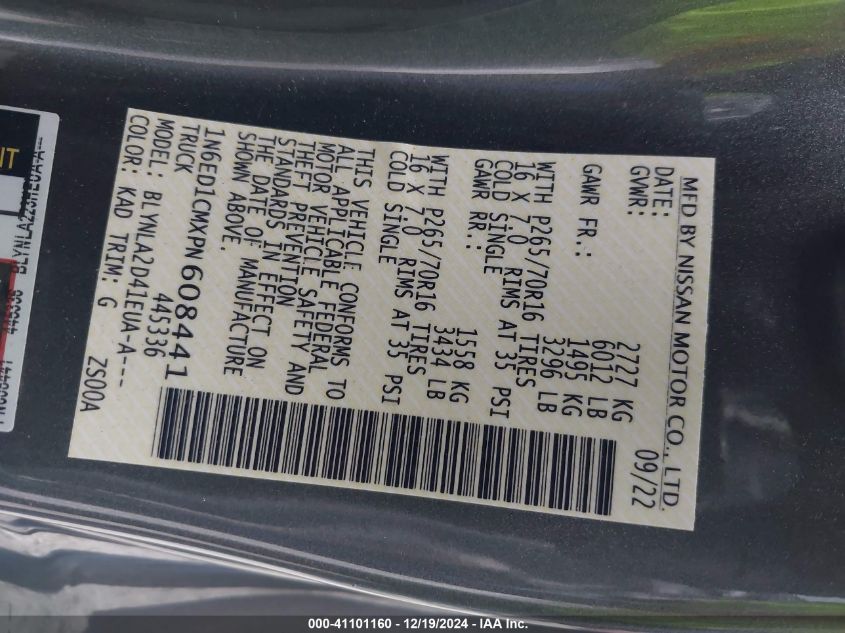 MFD BY NISSAN MOTOR CO., LTD.
DATE: 09/22
GVWR: 2727 KG
6012 LB
GAWR FR.: 1495 KG
3296 LB
WITH P265/70R16 TIRES
16 X 7.0 RIMS AT 35 PSI
COLD SINGLE
GAWR RR.: 1558 KG
3434 LB
WITH P265/70R16 TIRES
16 X 7.0 RIMS AT 35 PSI
COLD SINGLE
THIS VEHICLE CONFORMS TO
ALL APPLICABLE FEDERAL
MOTOR VEHICLE SAFETY AND
THEFT PREVENTION
STANDARDS IN EFFECT ON
THE DATE OF MANUFACTURE
SHOWN ABOVE.
1N6ED1CMXPN608441
TRUCK 445336
MODEL: BLYNLA2D41EUA-A---
COLOR: KAD TRIM: G ZS00A
000-41101160 - 12/19/2024 - IAA Inc.